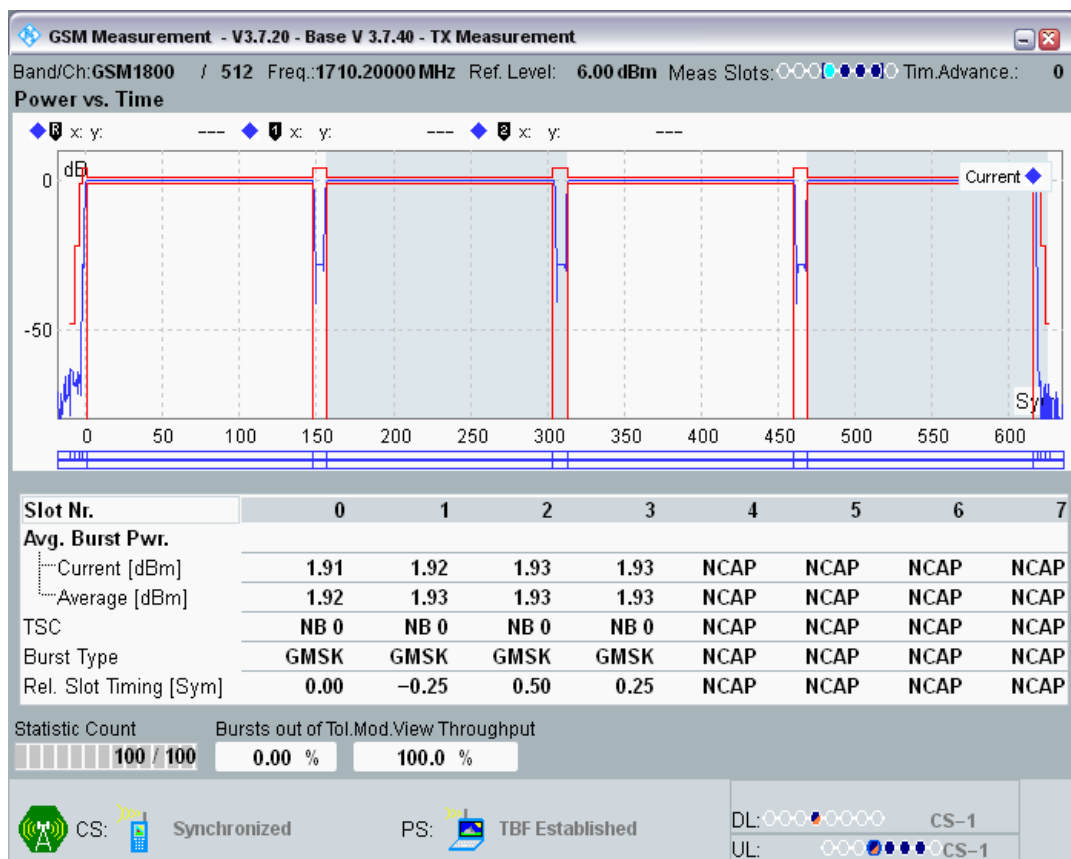 GSM Measurement - V3.7.20 - Base V 3.7.40 - TX Measurement
Band/Ch:GSM1800 / 512 Freq.:1710.20000 MHz Ref. Level: 6.00 dBm Meas Slots: Tim.Advance.: 0
Power vs. Time
R x: y: --- 1 x: y: --- 2 x: y: ---
Current
0
-50
0 50 100 150 200 250 300 350 400 450 500 550 600
Slot Nr. 0 1 2 3 4 5 6 7
Avg. Burst Pwr.
Current [dBm] 1.91 1.92 1.93 1.93 NCAP NCAP NCAP NCAP
Average [dBm] 1.92 1.93 1.93 1.93 NCAP NCAP NCAP NCAP
TSC NB 0 NB 0 NB 0 NB 0 NCAP NCAP NCAP NCAP
Burst Type GMSK GMSK GMSK GMSK NCAP NCAP NCAP NCAP
Rel. Slot Timing [Sym] 0.00 −0.25 0.50 0.25 NCAP NCAP NCAP NCAP
Statistic Count Bursts out of Tol.Mod.View Throughput
100 / 100 0.00 % 100.0 %
CS: Synchronized PS: TBF Established
DL: CS−1
UL: CS−1